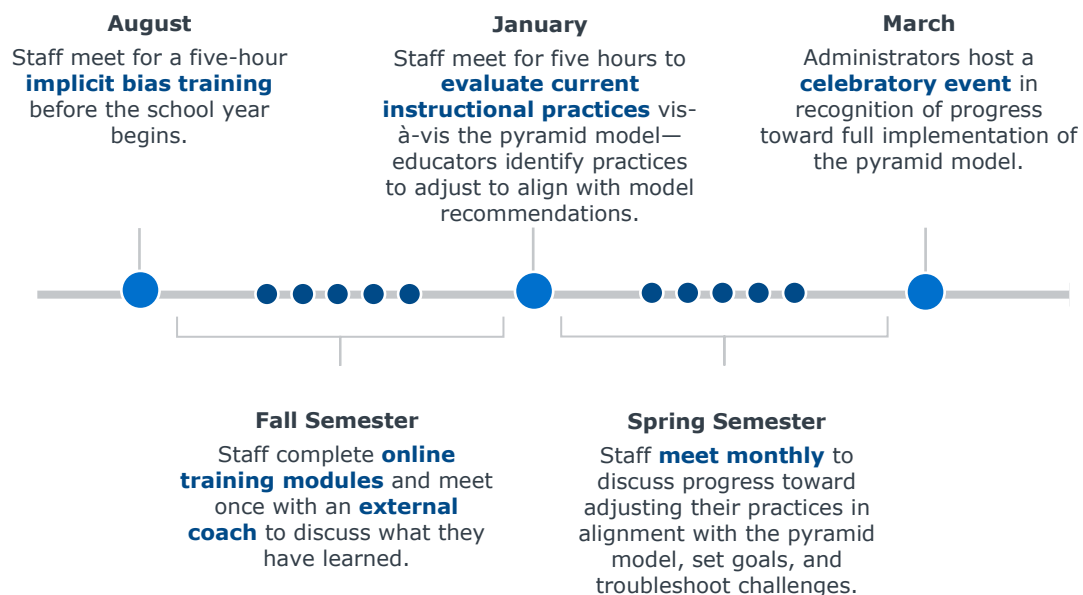 August
Staff meet for a five-hour
implicit bias training
before the school year
begins.
January
Staff meet for five hours to
evaluate current
instructional practices vis-
à-vis the pyramid model—
educators identify practices
to adjust to align with model
recommendations.
March
Administrators host a
celebratory event in
recognition of progress
toward full implementation of
the pyramid model.
Fall Semester
Staff complete online
training modules and meet
once with an external
coach to discuss what they
have learned.
Spring Semester
Staff meet monthly to
discuss progress toward
adjusting their practices in
alignment with the pyramid
model, set goals, and
troubleshoot challenges.